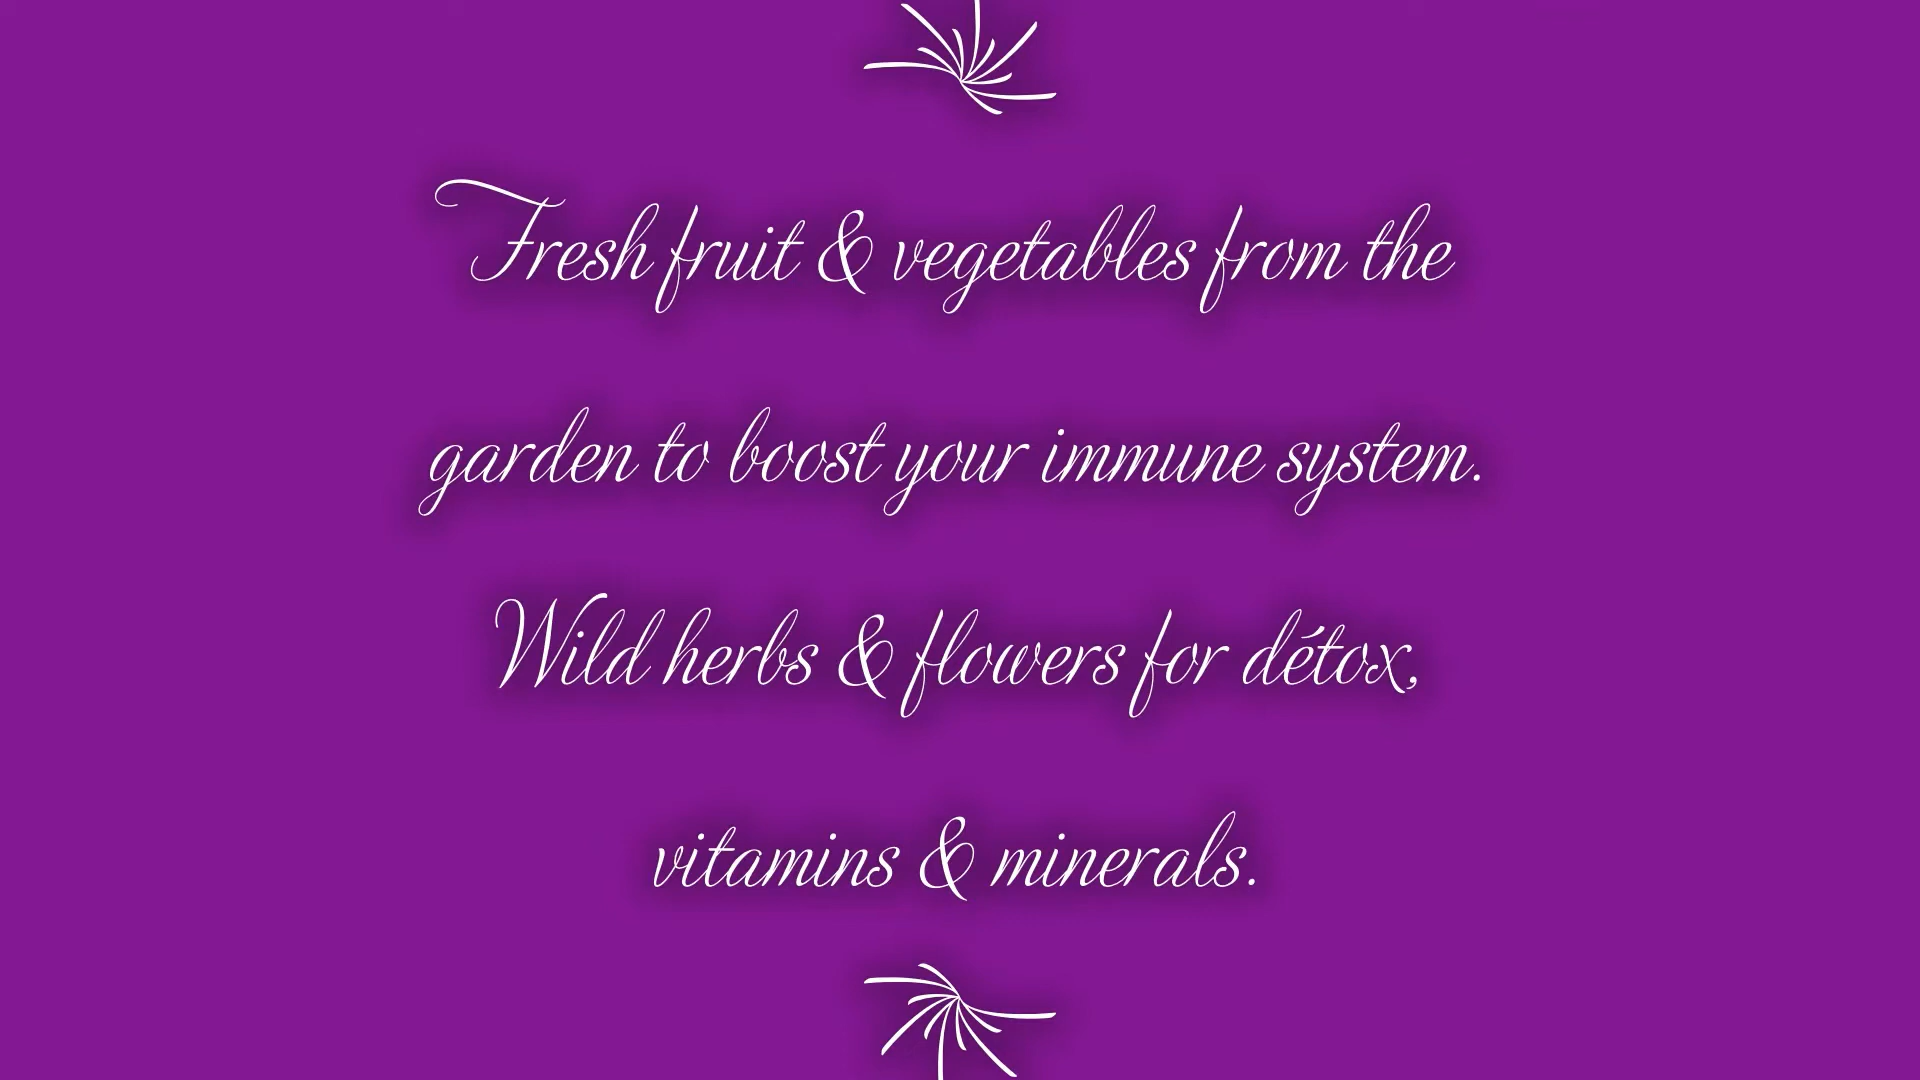 Fresh fruit & vegetables from the
garden to boost your immune system.
Wild herbs & flowers for détox,
vitamins & minerals.